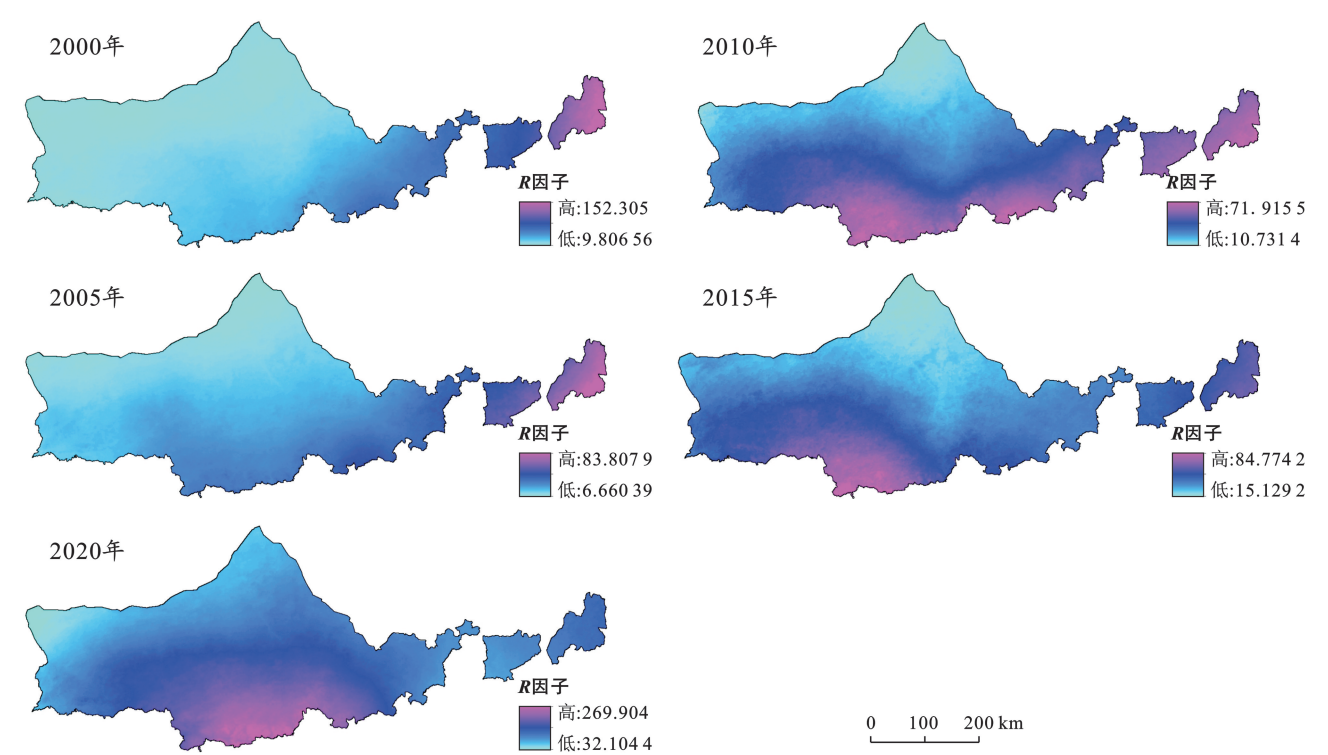 2000年
R因子
高:152.305
低:9.806 56
2010年
R因子
高:71.915 5
低:10.731 4
2005年
R因子
高:83.807 9
低:6.660 39
2015年
R因子
高:84.774 2
低:15.129 2
2020年
R因子
高:269.904
低:32.104 4
0 100 200 km